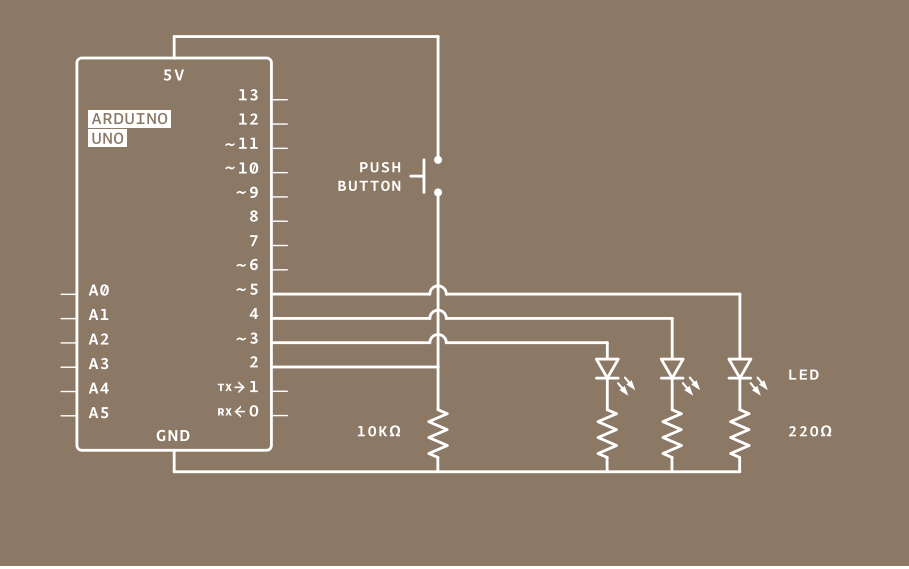 5V
ARDUINO
UNO
13
12
~11
~10
~9
8
7
~6
~5
4
~3
2
TX→1
RX←0
A0
A1
A2
A3
A4
A5
GND
PUSH
BUTTON
10KΩ
LED
220Ω